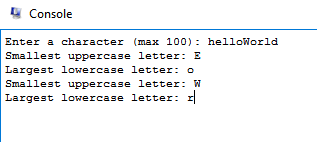 Console
Enter a character (max 100): helloWorld
Smallest uppercase letter: E
Largest lowercase letter: o
Smallest uppercase letter: W
Largest lowercase letter: r